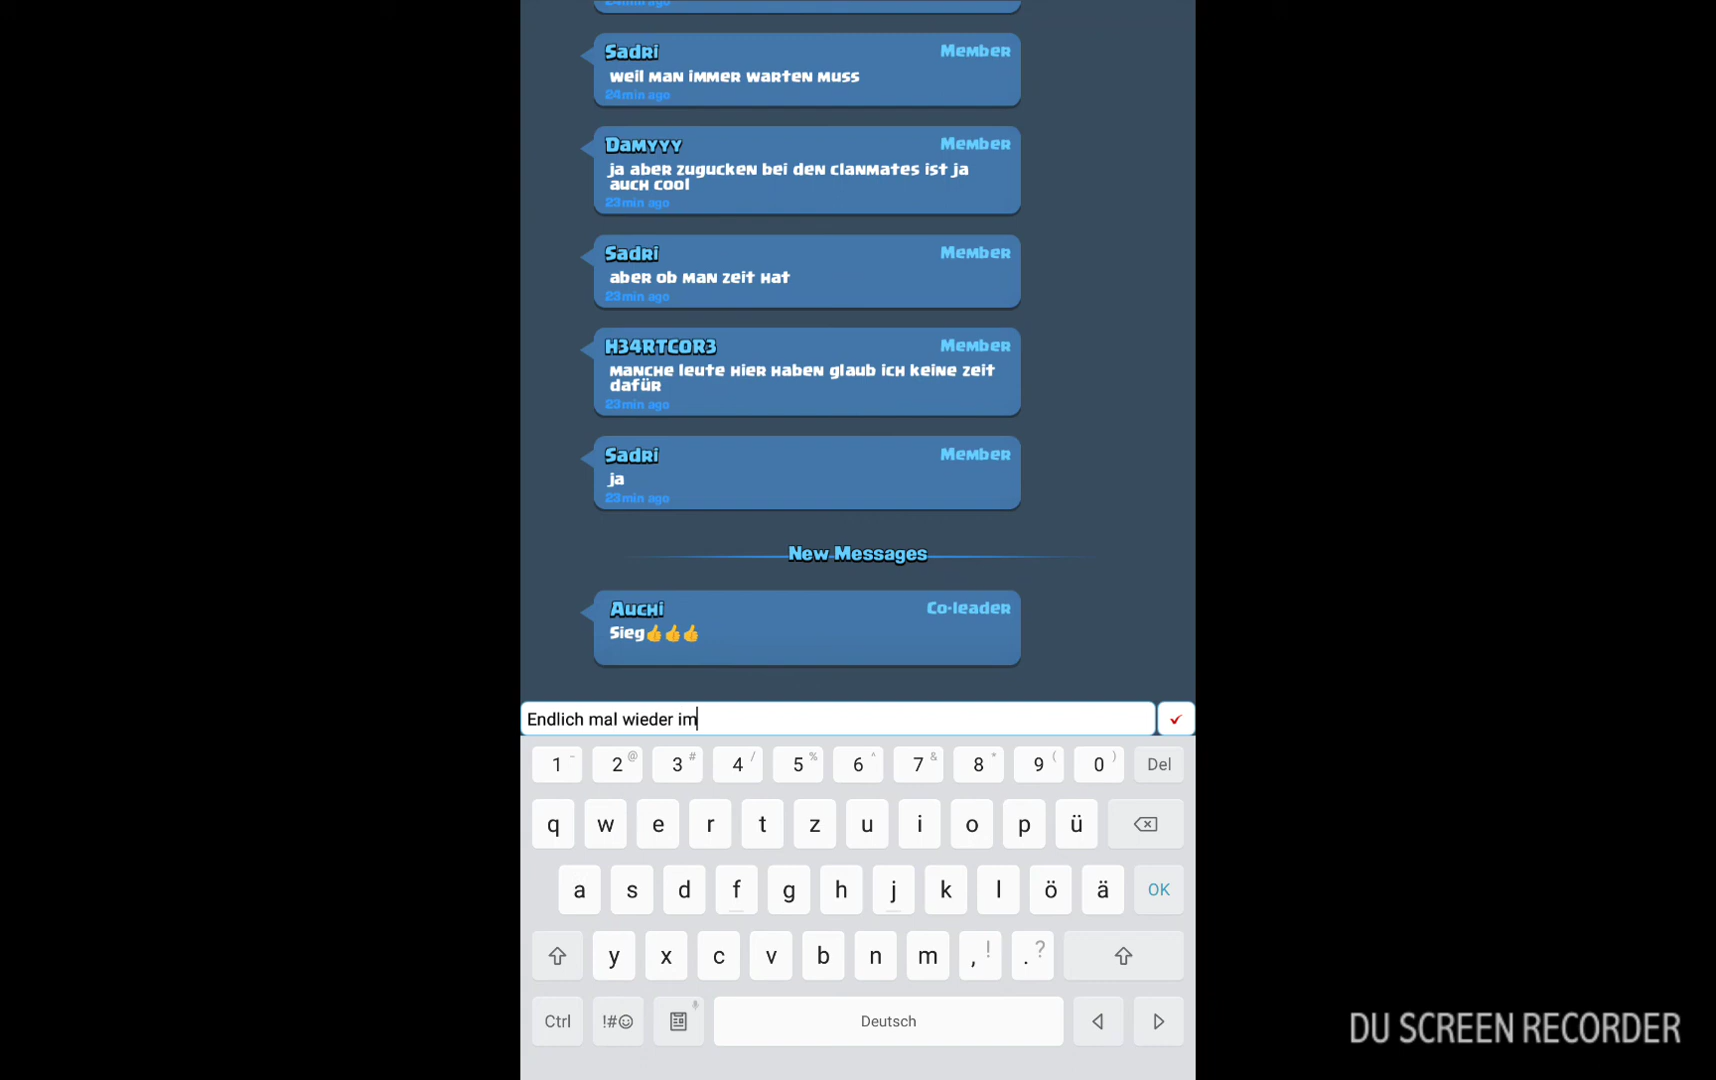 24min ago
Sadri Member
weil man immer warten muss
24min ago
Damyyy Member
ja aber zugucken bei den clanmates ist ja
auch cool
23min ago
Sadri Member
aber ob man zeit hat
23min ago
H34RTCOR3 Member
manche leute hier haben glaub ich keine zeit
dafür
23min ago
Sadri Member
ja
23min ago
New Messages
Auchi Co-leader
Sieg👍👍👍
Endlich mal wieder im
1 ~ 2 @ 3 # 4 / 5 % 6 ^ 7 & 8 * 9 ( 0 ) Del
q w e r t z u i o p ü
a s d f g h j k l ö ä OK
y x c v b n m , ! . ?
Ctrl !#☺ Deutsch
DU SCREEN RECORDER